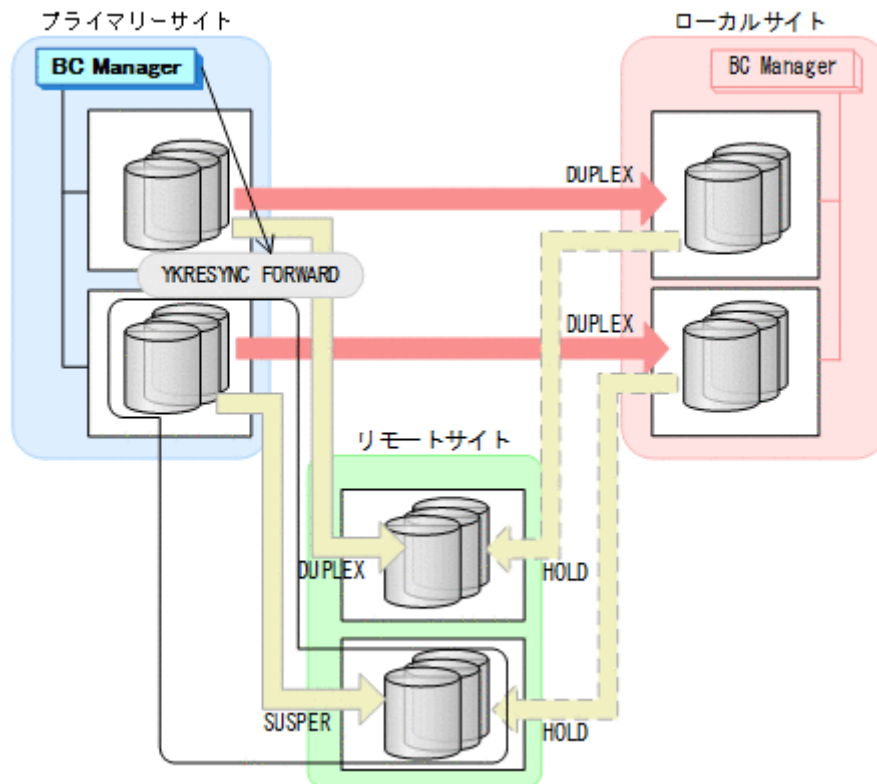 プライマリーサイト
ローカルサイト
BC Manager
BC Manager
DUPLEX
YKRESYNC FORWARD
DUPLEX
リモートサイト
DUPLEX
HOLD
SUSPER
HOLD